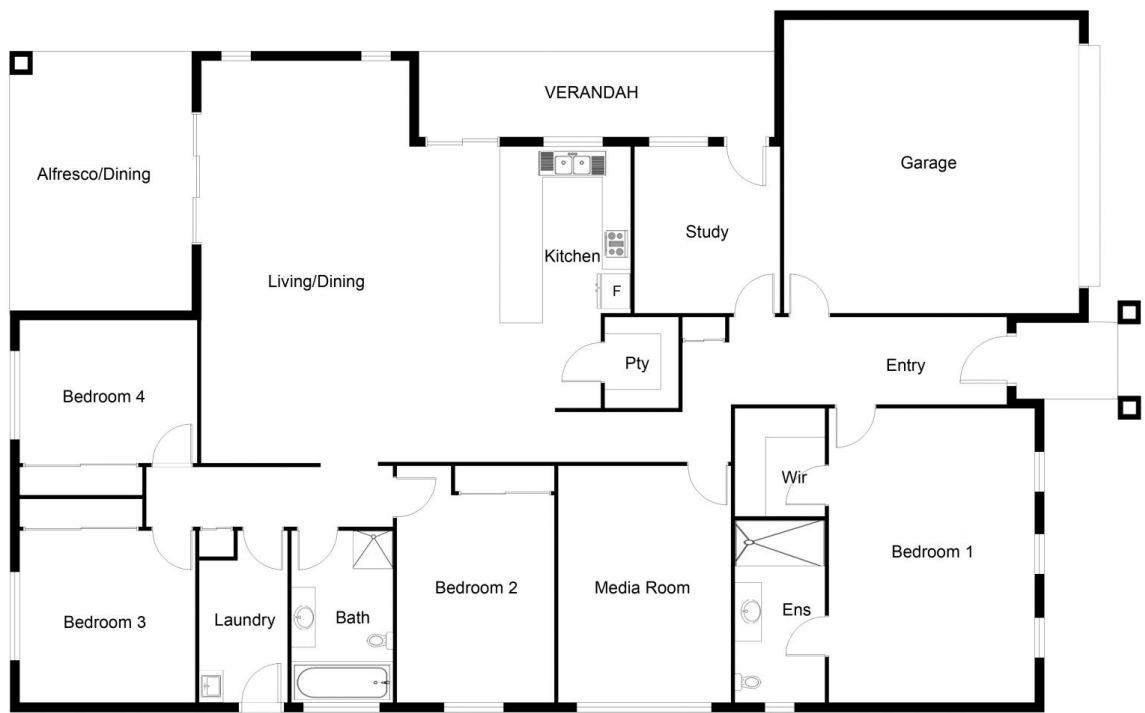 VERANDAH
Alfresco/Dining
Garage
Study
Kitchen
Living/Dining
F
Pty
Entry
Bedroom 4
Wir
Bedroom 1
Bedroom 2
Media Room
Ens
Bath
Laundry
Bedroom 3